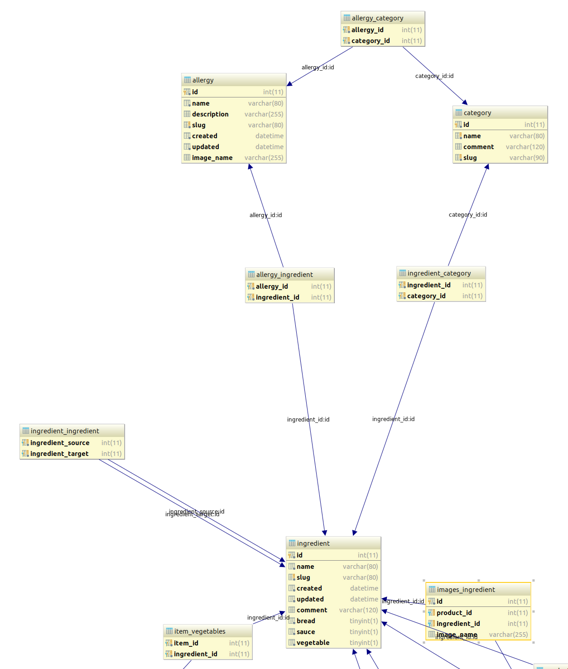 allergy_category
allergy_id int(11)
category_id int(11)
allergy_id:id
category_id:id
allergy
id int(11)
name varchar(80)
description varchar(255)
slug varchar(80)
created datetime
updated datetime
image_name varchar(255)
category
id int(11)
name varchar(80)
comment varchar(120)
slug varchar(90)
allergy_id:id
category_id:id
allergy_ingredient
allergy_id int(11)
ingredient_id int(11)
ingredient_category
ingredient_id int(11)
category_id int(11)
ingredient_id:id
ingredient_id:id
ingredient_ingredient
ingredient_source int(11)
ingredient_target int(11)
ingredient_source:id
ingredient_target:id
ingredient
id int(11)
name varchar(80)
slug varchar(80)
created datetime
updated datetime
comment varchar(120)
bread tinyint(1)
sauce tinyint(1)
vegetable tinyint(1)
images_ingredient
id int(11)
product_id int(11)
ingredient_id int(11)
image_name varchar(255)
ingredient_id:id
ingredient_id:id
item_vegetables
item_id int(11)
ingredient_id int(11)